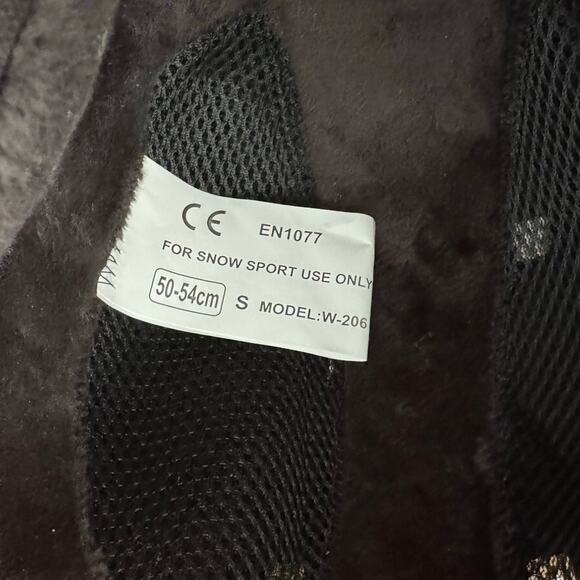 CE EN1077
FOR SNOW SPORT USE ONLY
50-54cm S MODEL:W-206